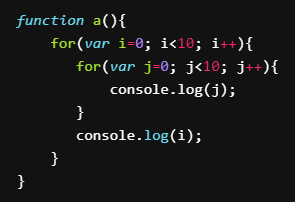 function a(){
    for(var i=0; i<10; i++){
        for(var j=0; j<10; j++){
            console.log(j);
        }
        console.log(i);
    }
}